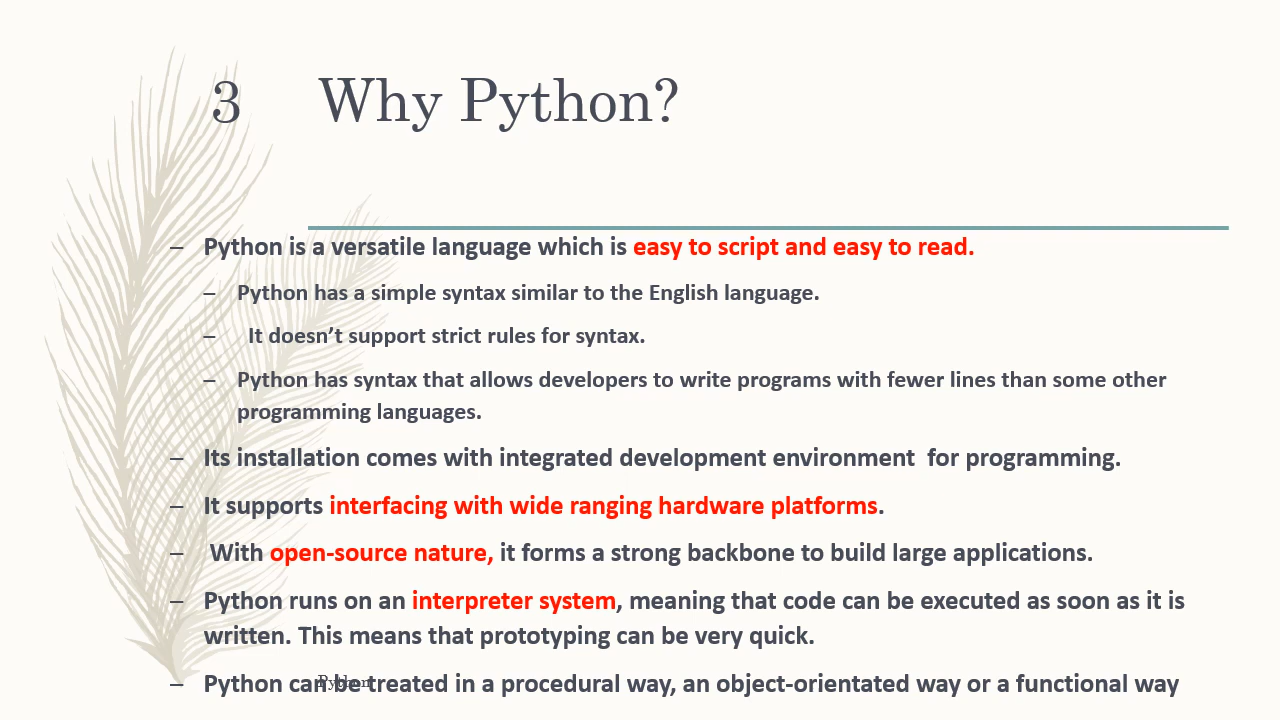 3 Why Python?
– Python is a versatile language which is easy to script and easy to read.
– Python has a simple syntax similar to the English language.
– It doesn’t support strict rules for syntax.
– Python has syntax that allows developers to write programs with fewer lines than some other
programming languages.
– Its installation comes with integrated development environment for programming.
– It supports interfacing with wide ranging hardware platforms.
– With open-source nature, it forms a strong backbone to build large applications.
– Python runs on an interpreter system, meaning that code can be executed as soon as it is
written. This means that prototyping can be very quick.
– Python can be treated in a procedural way, an object-orientated way or a functional way
Python